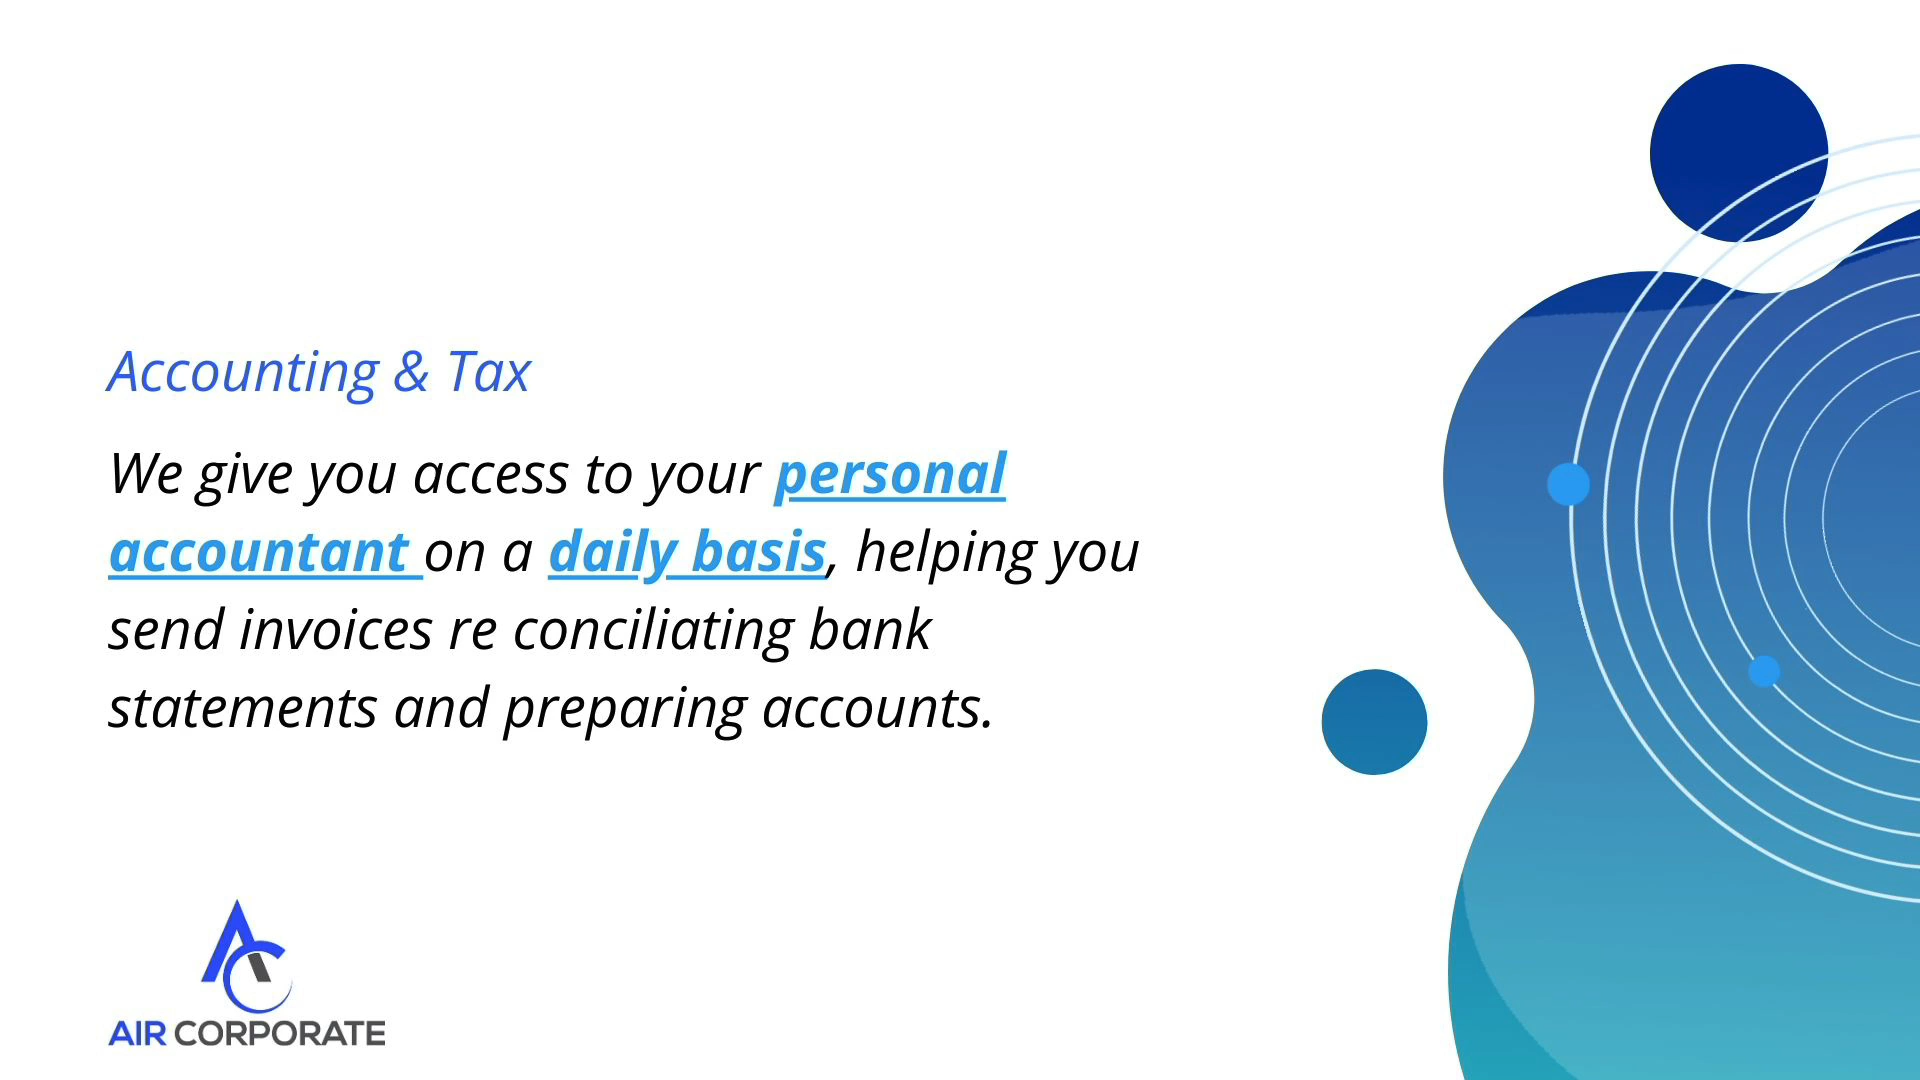 Accounting & Tax
We give you access to your personal
accountant on a daily basis, helping you
send invoices re conciliating bank
statements and preparing accounts.
AC
AIR CORPORATE